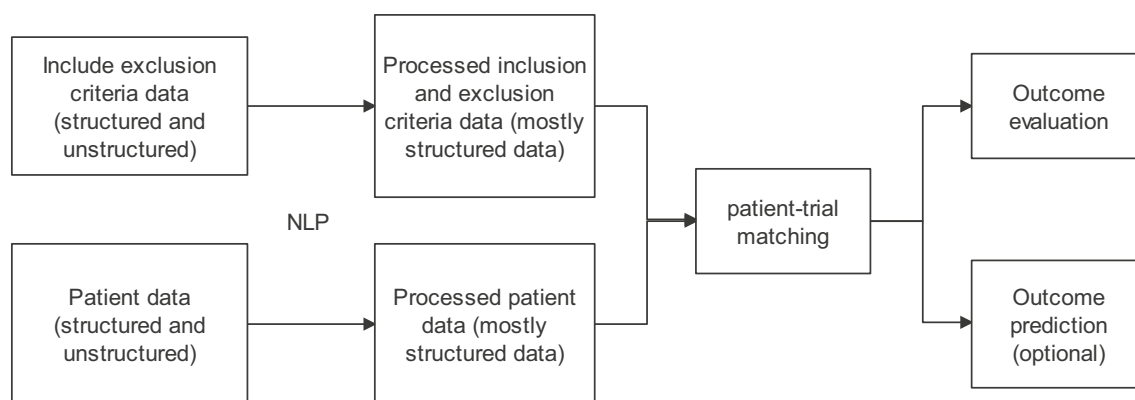 Include exclusion
criteria data
(structured and
unstructured)
Processed inclusion
and exclusion
criteria data (mostly
structured data)
NLP
Patient data
(structured and
unstructured)
Processed patient
data (mostly
structured data)
patient-trial
matching
Outcome
evaluation
Outcome
prediction
(optional)